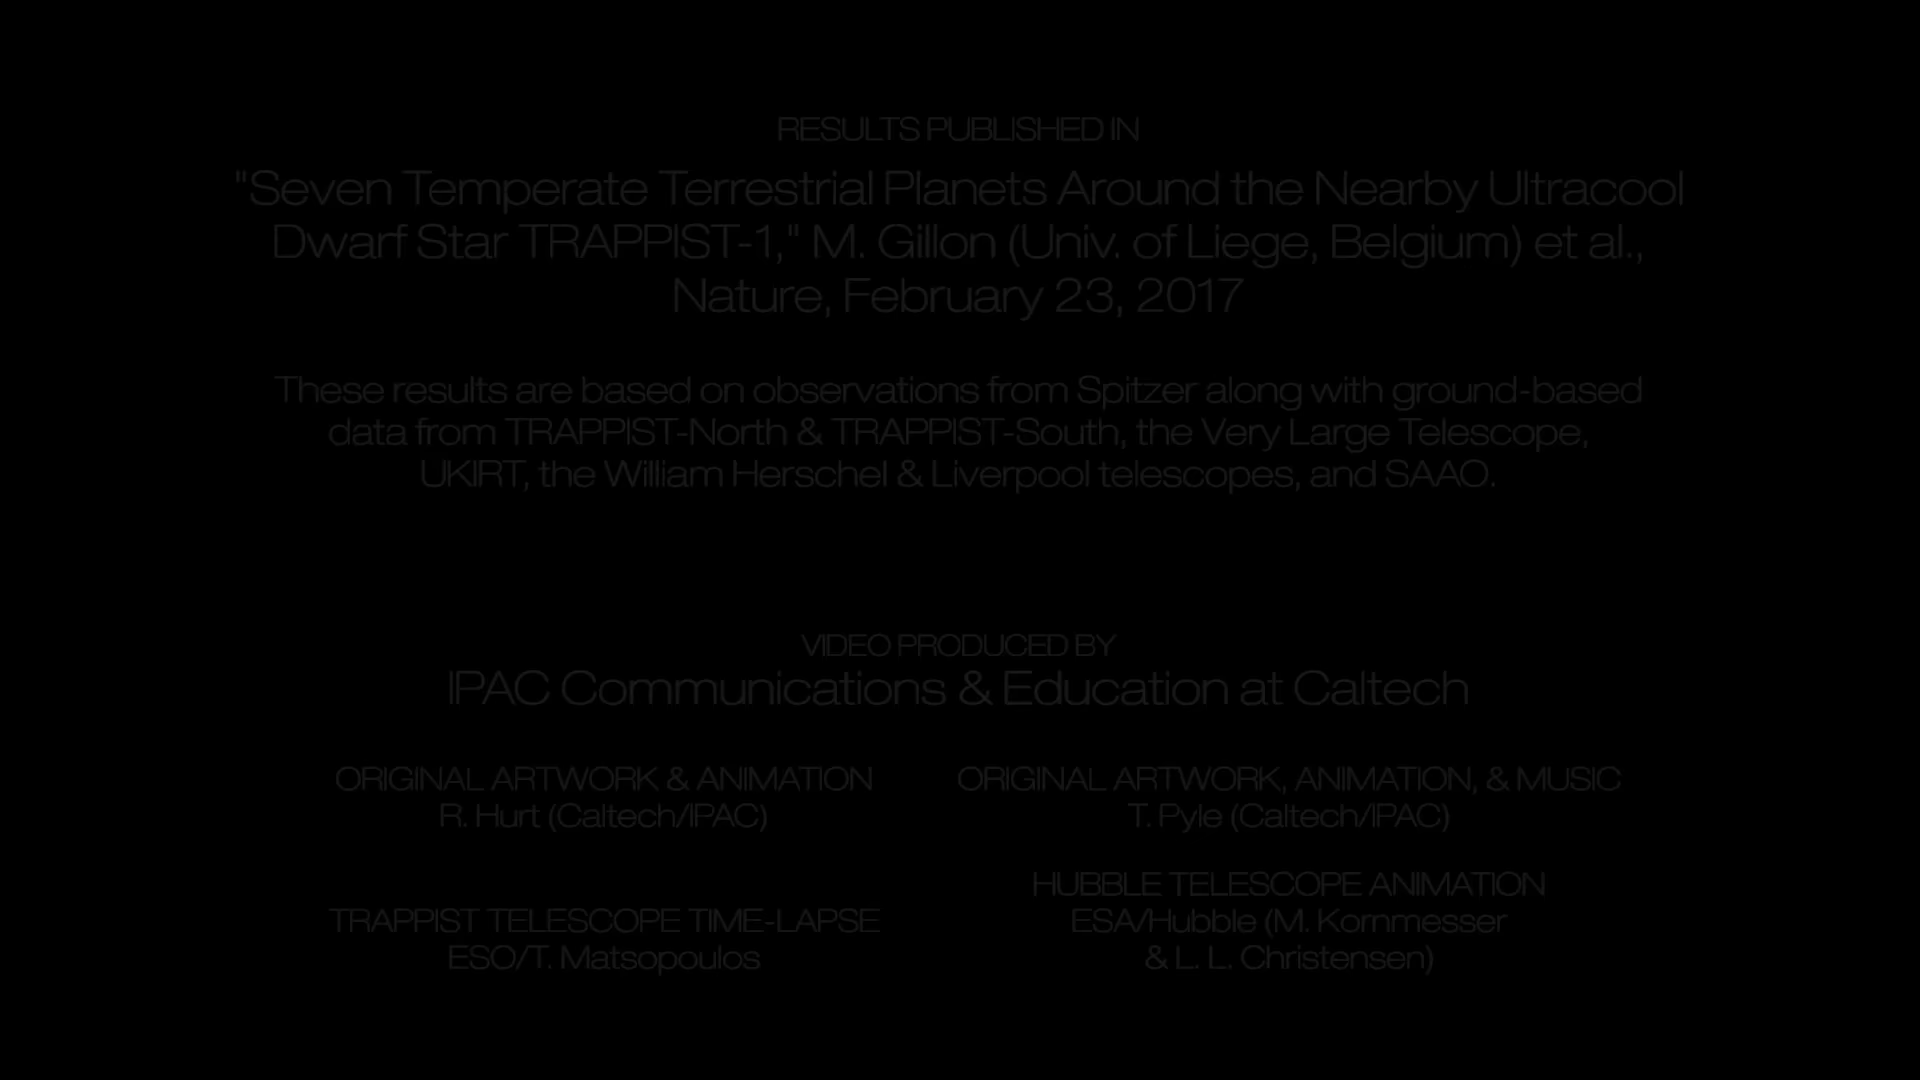 RESULTS PUBLISHED IN
"Seven Temperate Terrestrial Planets Around the Nearby Ultracool
Dwarf Star TRAPPIST-1," M. Gillon (Univ. of Liege, Belgium) et al.,
Nature, February 23, 2017
These results are based on observations from Spitzer along with ground-based
data from TRAPPIST-North & TRAPPIST-South, the Very Large Telescope,
UKIRT, the William Herschel & Liverpool telescopes, and SAAO.
VIDEO PRODUCED BY
IPAC Communications & Education at Caltech
ORIGINAL ARTWORK & ANIMATION
R. Hurt (Caltech/IPAC)
ORIGINAL ARTWORK, ANIMATION, & MUSIC
T. Pyle (Caltech/IPAC)
TRAPPIST TELESCOPE TIME-LAPSE
ESO/T. Matsopoulos
HUBBLE TELESCOPE ANIMATION
ESA/Hubble (M. Kornmesser
& L. L. Christensen)